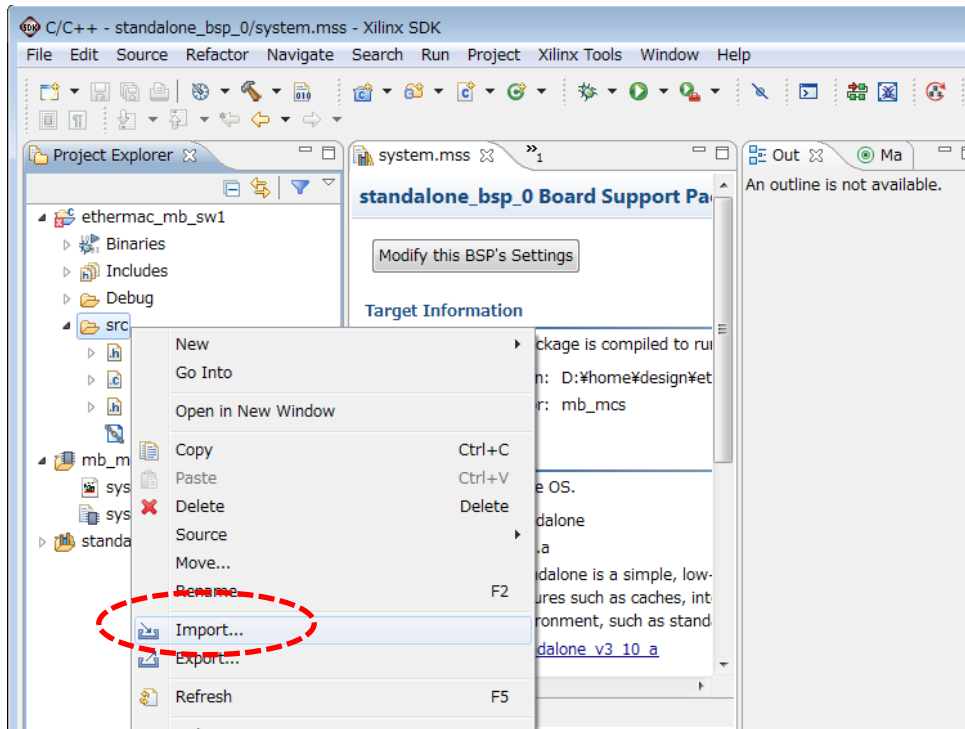 C/C++ - standalone_bsp_0/system.mss - Xilinx SDK
File Edit Source Refactor Navigate Search Run Project Xilinx Tools Window Help
Project Explorer
ethermac_mb_sw1
Binaries
Includes
Debug
src
mb_m
sys
sys
standa
system.mss
»1
standalone_bsp_0 Board Support Pa
Modify this BSP's Settings
Target Information
ckage is compiled to ru
n: D:¥home¥design¥et
r: mb_mcs
e OS.
dalone
.a
dalone is a simple, low-
ures such as caches, int
ronment, such as stand
dalone_v3_10_a
Out
Ma
An outline is not available.
New
Go Into
Open in New Window
Copy Ctrl+C
Paste Ctrl+V
Delete Delete
Source
Move...
Rename... F2
Import...
Export...
Refresh F5